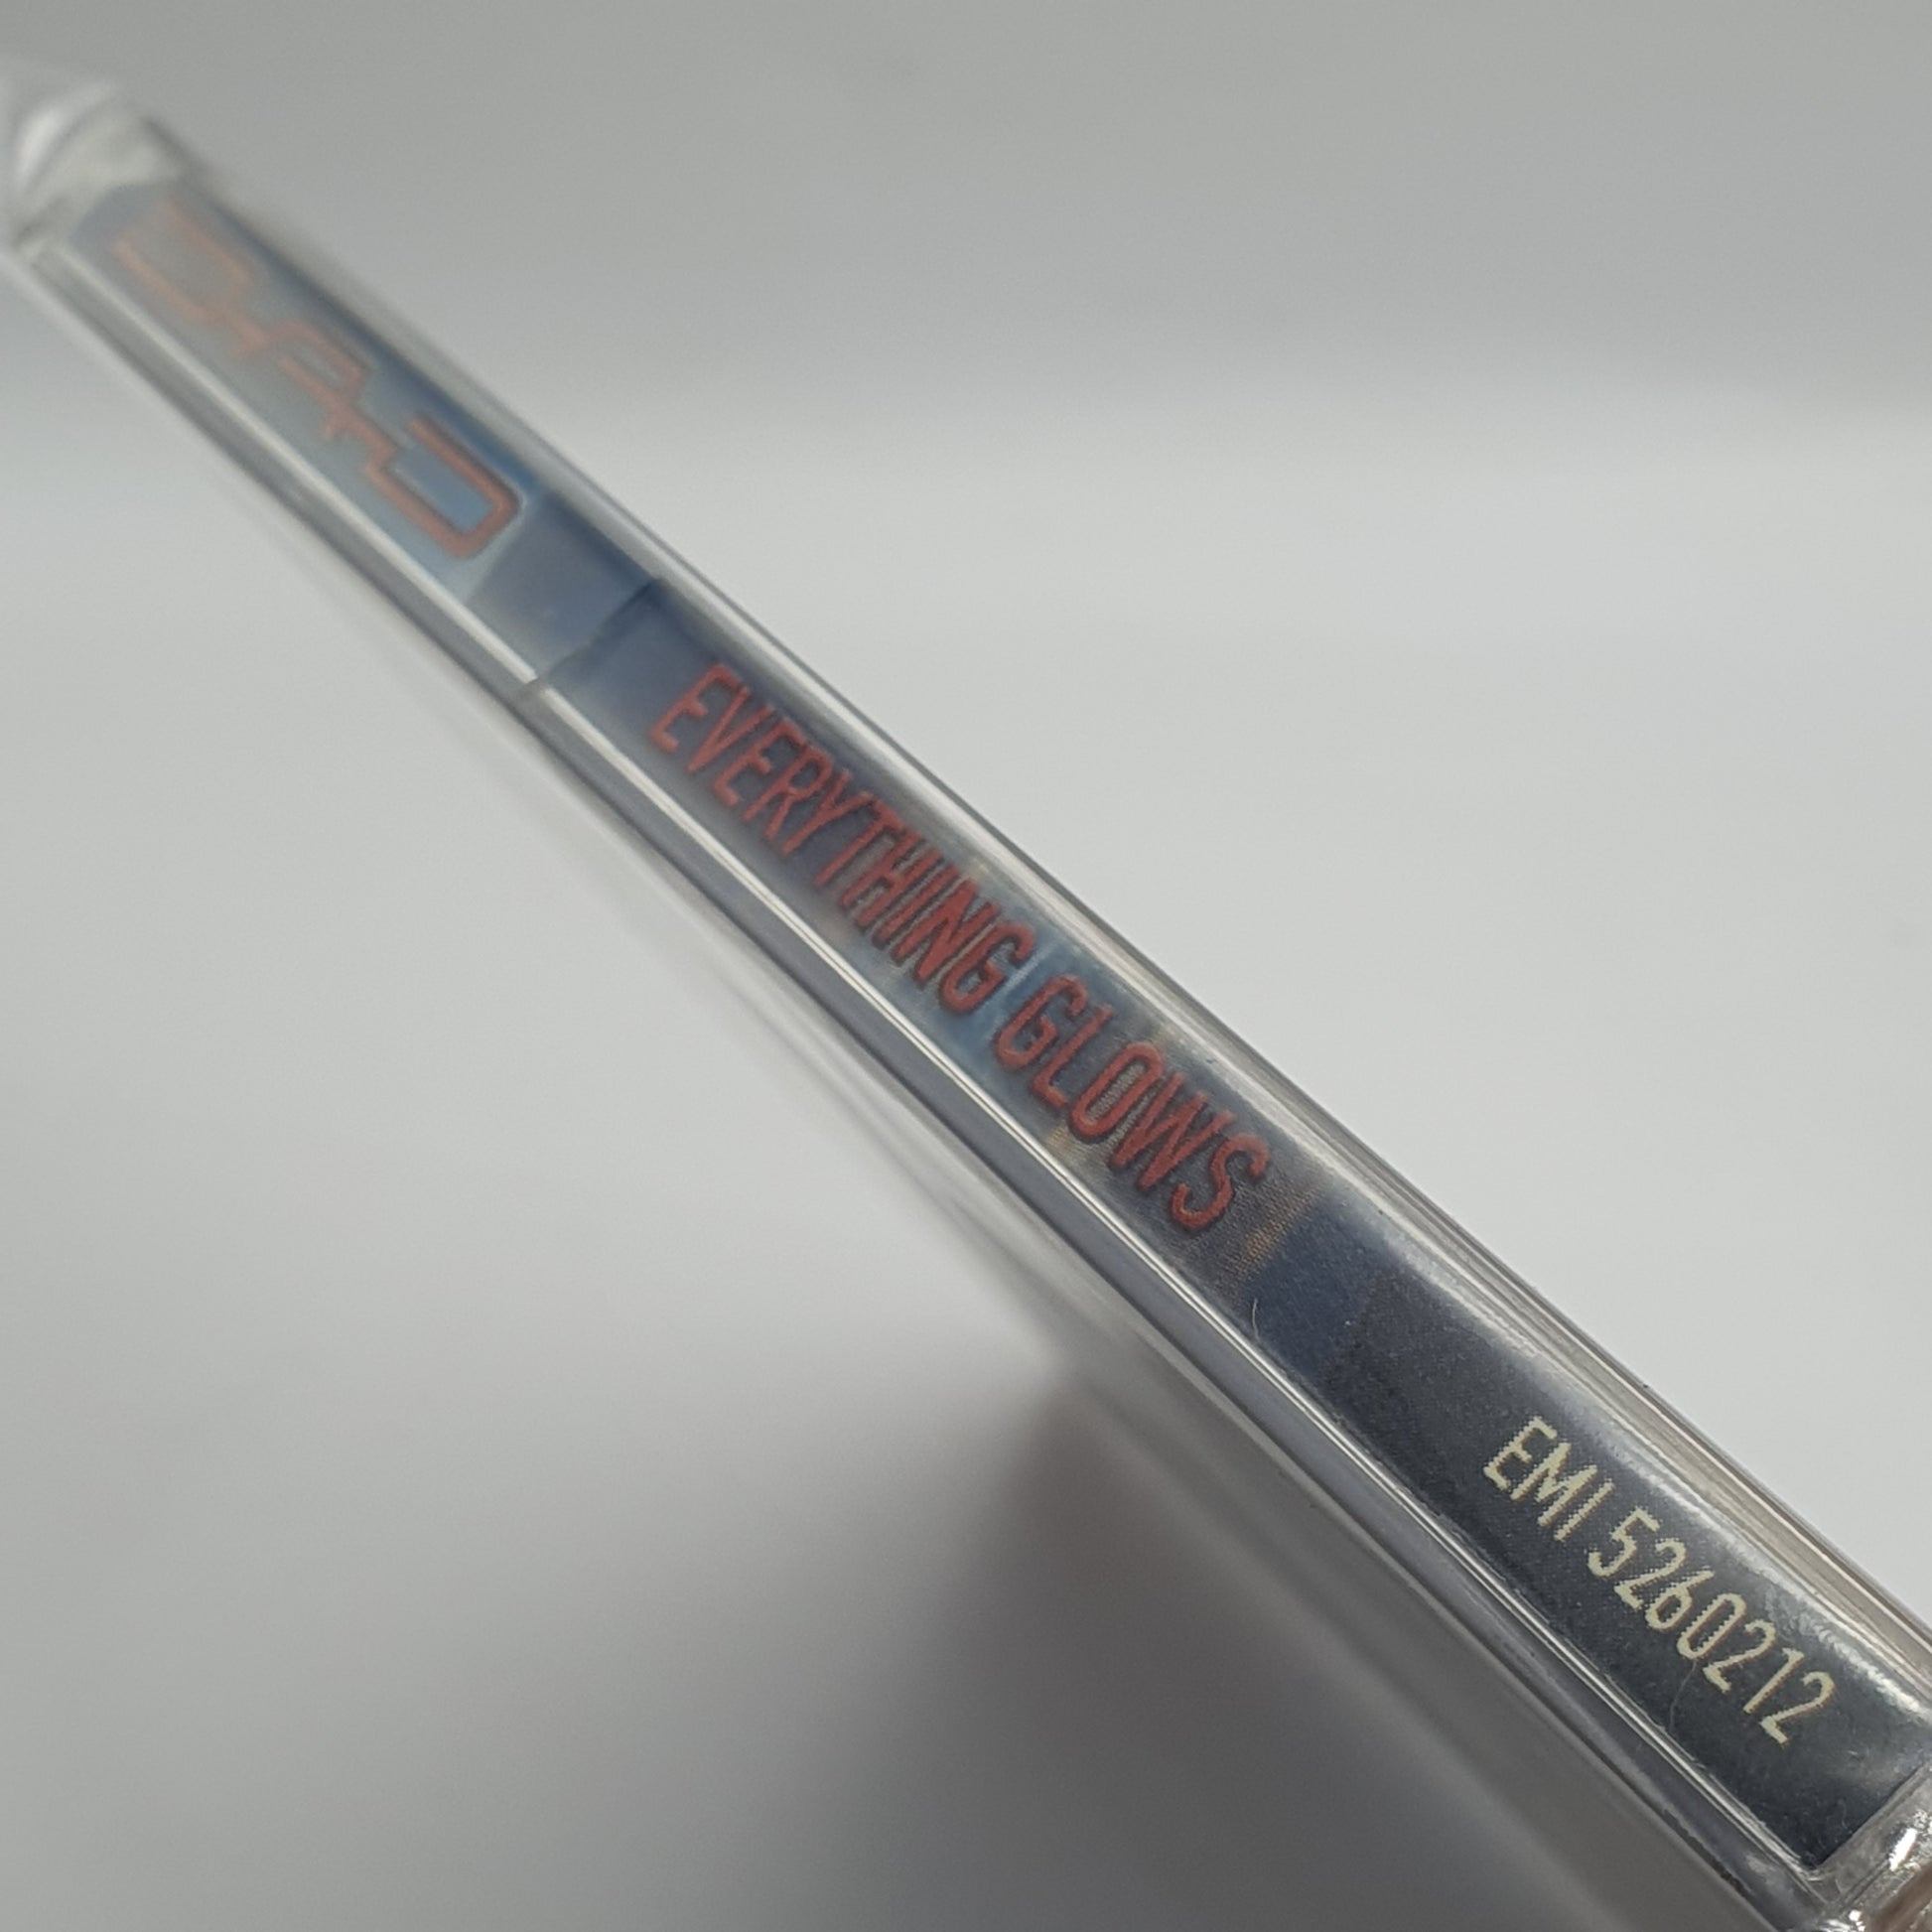 D-A-D
EVERYTHING GLOWS
EMI 5260212